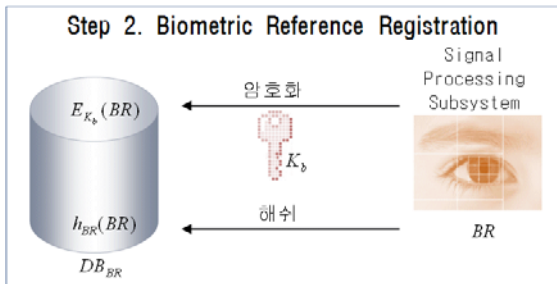 Step 2. Biometric Reference Registration
Signal
Processing
Subsystem
암호화
E_{K_b}(BR)
K_b
h_{BR}(BR)
해쉬
BR
DB_{BR}